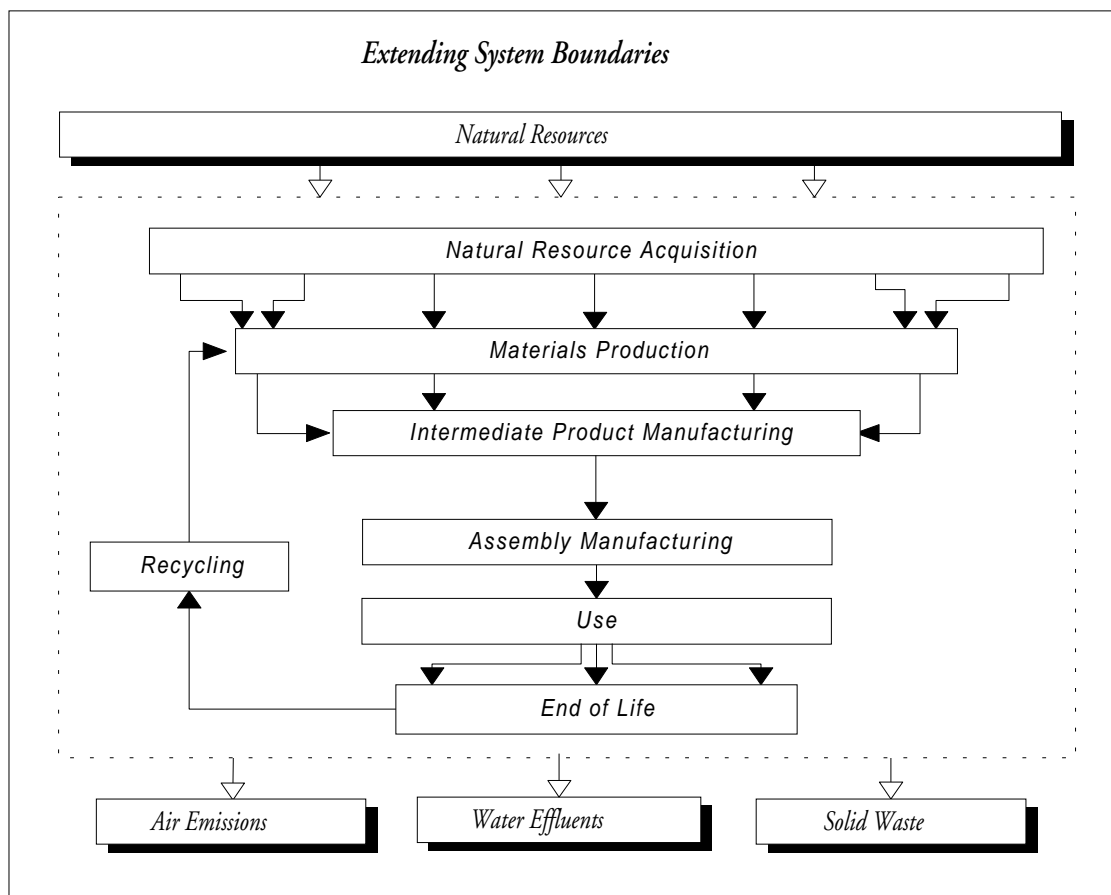 Extending System Boundaries
Natural Resources
Natural Resource Acquisition
Materials Production
Intermediate Product Manufacturing
Assembly Manufacturing
Recycling
Use
End of Life
Air Emissions
Water Effluents
Solid Waste